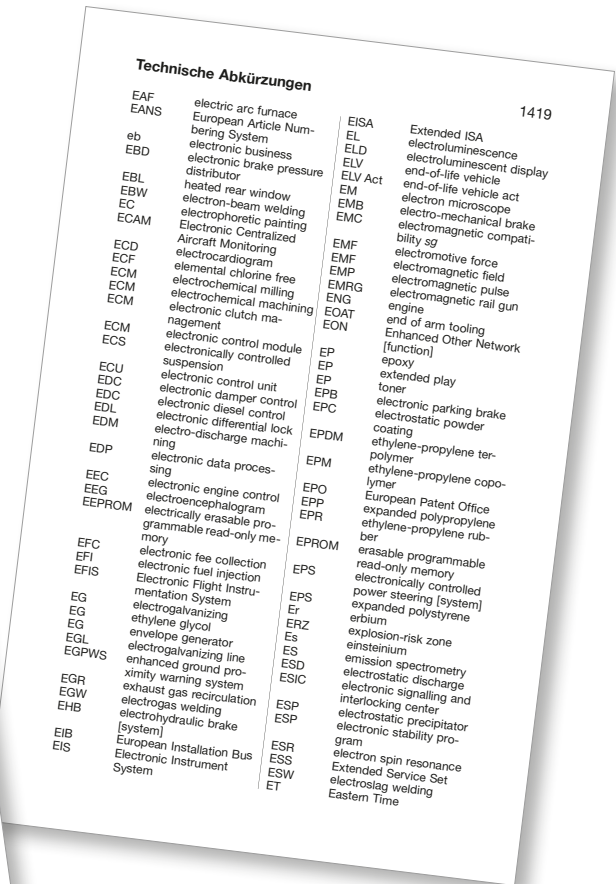 Technische Abkürzungen
1419
EAF electric arc furnace
EANS European Article Num-
bering System
eb electronic business
EBD electronic brake pressure
distributor
EBL heated rear window
EBW electron-beam welding
EC electrophoretic painting
ECAM Electronic Centralized
Aircraft Monitoring
ECD electrocardiogram
ECF elemental chlorine free
ECM electrochemical milling
ECM electrochemical machining
ECM electronic clutch ma-
nagement
ECM electronic control module
ECS electronically controlled
suspension
ECU electronic control unit
EDC electronic damper control
EDC electronic diesel control
EDL electronic differential lock
EDM electro-discharge machi-
ning
EDP electronic data proces-
sing
EEC electronic engine control
EEG electroencephalogram
EEPROM electrically erasable pro-
grammable read-only me-
mory
EFC electronic fee collection
EFI electronic fuel injection
EFIS Electronic Flight Instru-
mentation System
EG electrogalvanizing
EG ethylene glycol
EG envelope generator
EGL electrogalvanizing line
EGPWS enhanced ground pro-
ximity warning system
EGR exhaust gas recirculation
EGW electrogas welding
EHB electrohydraulic brake
[system]
EIB European Installation Bus
EIS Electronic Instrument
System
EISA Extended ISA
EL electroluminescence
ELD electroluminescent display
ELV end-of-life vehicle
ELV Act end-of-life vehicle act
EM electron microscope
EMB electro-mechanical brake
EMC electromagnetic compati-
bility sg
EMF electromotive force
EMF electromagnetic field
EMP electromagnetic pulse
EMRG electromagnetic rail gun
ENG engine
EOAT end of arm tooling
EON Enhanced Other Network
[function]
EP epoxy
EP extended play
EP toner
EPB electronic parking brake
EPC electrostatic powder
coating
EPDM ethylene-propylene ter-
polymer
EPM ethylene-propylene copo-
lymer
EPO European Patent Office
EPP expanded polypropylene
EPR ethylene-propylene rub-
ber
EPROM erasable programmable
read-only memory
EPS electronically controlled
power steering [system]
EPS expanded polystyrene
Er erbium
ERZ explosion-risk zone
Es einsteinium
ES emission spectrometry
ESD electrostatic discharge
ESIC electronic signalling and
interlocking center
ESP electrostatic precipitator
ESP electronic stability pro-
gram
ESR electron spin resonance
ESS Extended Service Set
ESW electroslag welding
ET Eastern Time